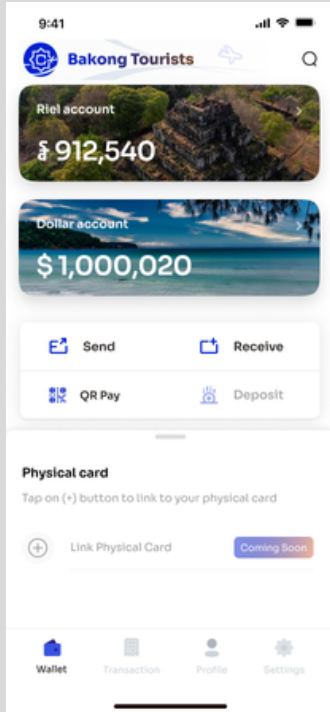 9:41
Bakong Tourists
Riel account
៛ 912,540
Dollar account
$ 1,000,020
Send
Receive
QR Pay
Deposit
Physical card
Tap on (+) button to link to your physical card
Link Physical Card
Coming Soon
Wallet
Transaction
Profile
Settings